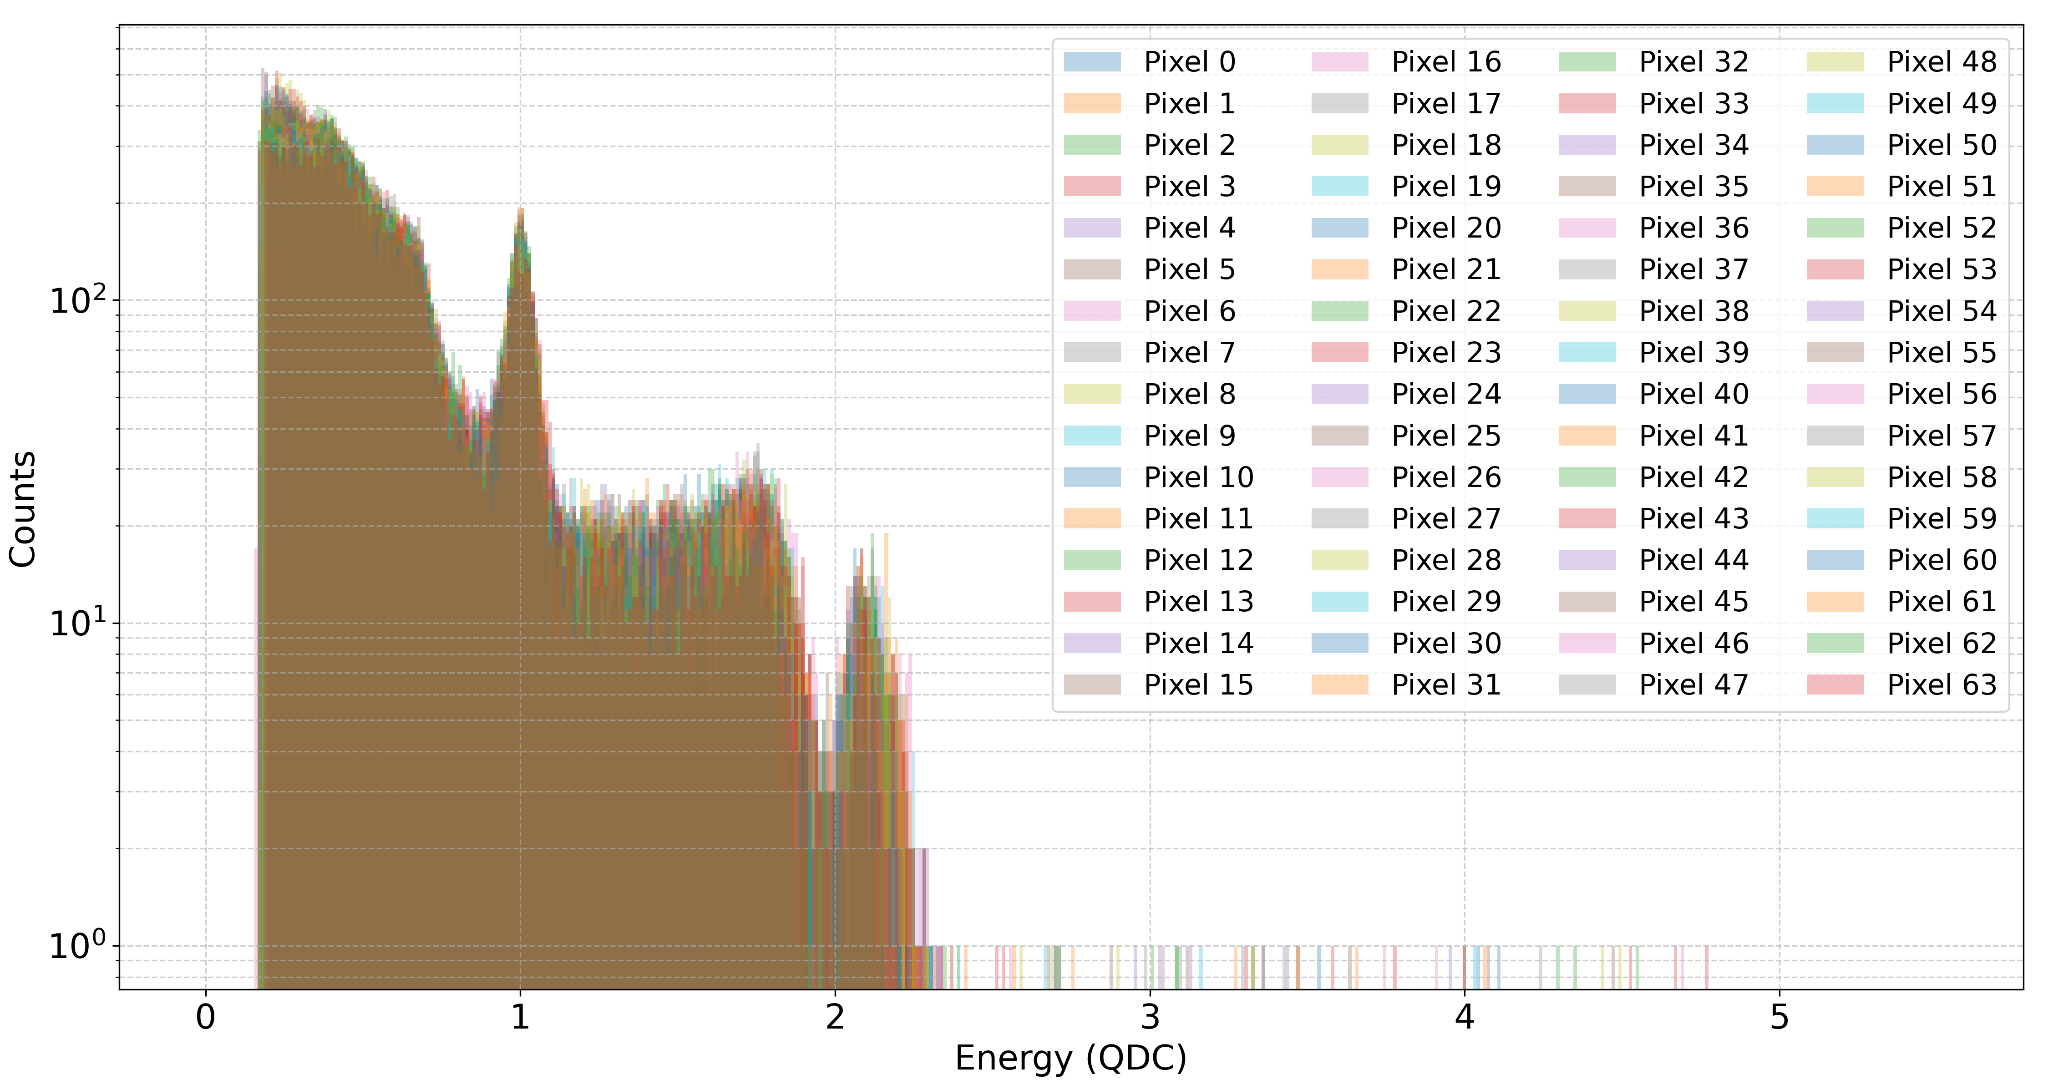 Counts
10²
10¹
10⁰
0 1 2 3 4 5
Energy (QDC)
Pixel 0 Pixel 16 Pixel 32 Pixel 48
Pixel 1 Pixel 17 Pixel 33 Pixel 49
Pixel 2 Pixel 18 Pixel 34 Pixel 50
Pixel 3 Pixel 19 Pixel 35 Pixel 51
Pixel 4 Pixel 20 Pixel 36 Pixel 52
Pixel 5 Pixel 21 Pixel 37 Pixel 53
Pixel 6 Pixel 22 Pixel 38 Pixel 54
Pixel 7 Pixel 23 Pixel 39 Pixel 55
Pixel 8 Pixel 24 Pixel 40 Pixel 56
Pixel 9 Pixel 25 Pixel 41 Pixel 57
Pixel 10 Pixel 26 Pixel 42 Pixel 58
Pixel 11 Pixel 27 Pixel 43 Pixel 59
Pixel 12 Pixel 28 Pixel 44 Pixel 60
Pixel 13 Pixel 29 Pixel 45 Pixel 61
Pixel 14 Pixel 30 Pixel 46 Pixel 62
Pixel 15 Pixel 31 Pixel 47 Pixel 63